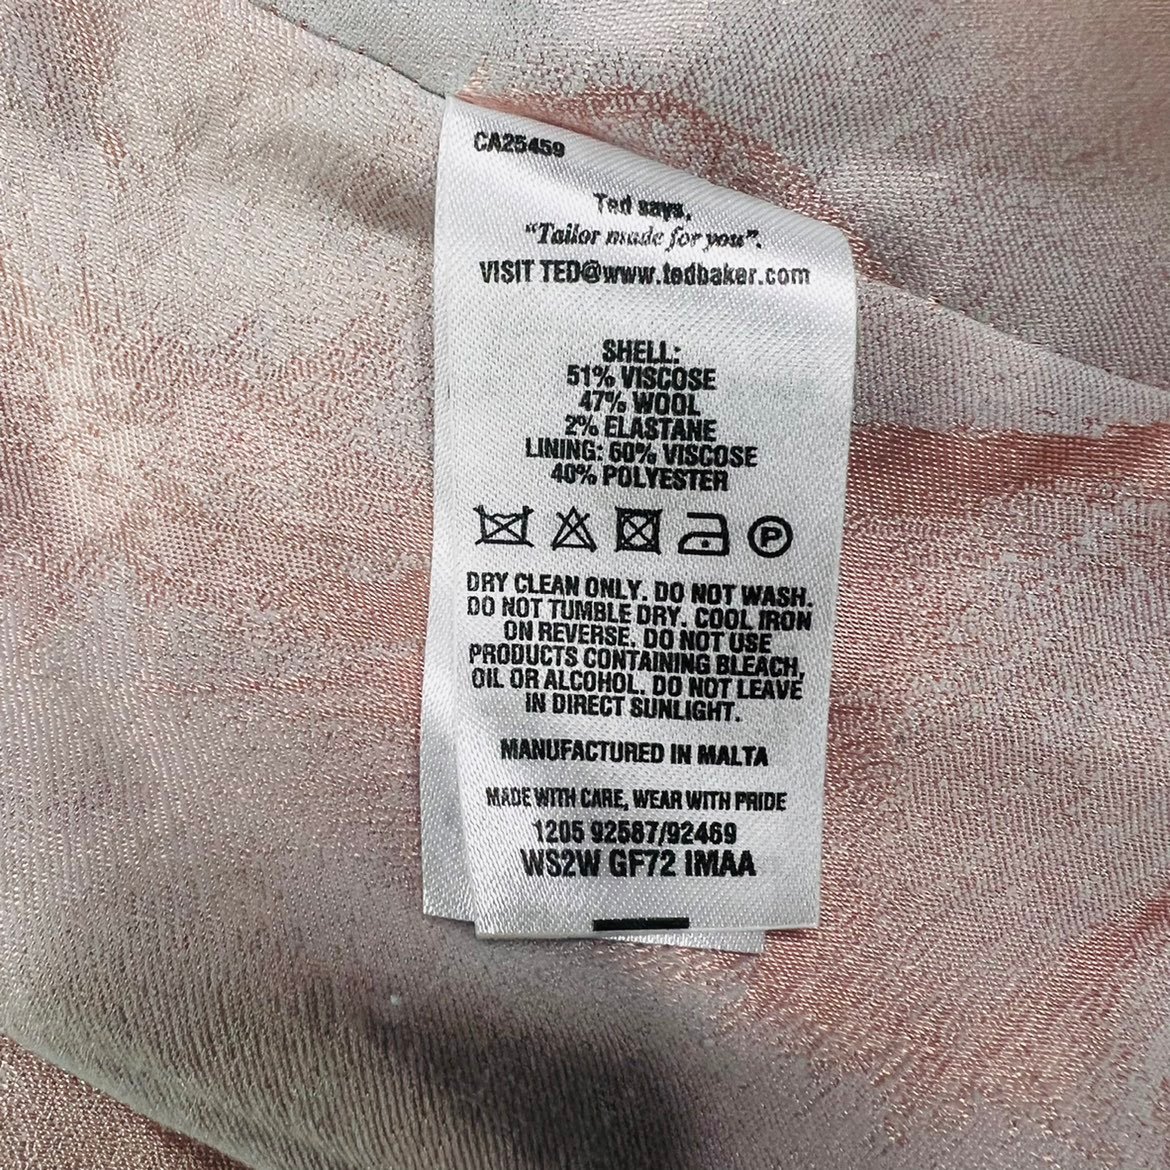 CA25459
Ted says,
"Tailor made for you".
VISIT TED@www.tedbaker.com
SHELL:
51% VISCOSE
47% WOOL
2% ELASTANE
LINING: 60% VISCOSE
40% POLYESTER
P
DRY CLEAN ONLY. DO NOT WASH.
DO NOT TUMBLE DRY. COOL IRON
ON REVERSE. DO NOT USE
PRODUCTS CONTAINING BLEACH,
OIL OR ALCOHOL. DO NOT LEAVE
IN DIRECT SUNLIGHT.
MANUFACTURED IN MALTA
MADE WITH CARE, WEAR WITH PRIDE
1205 92587/92469
WS2W GF72 IMAA